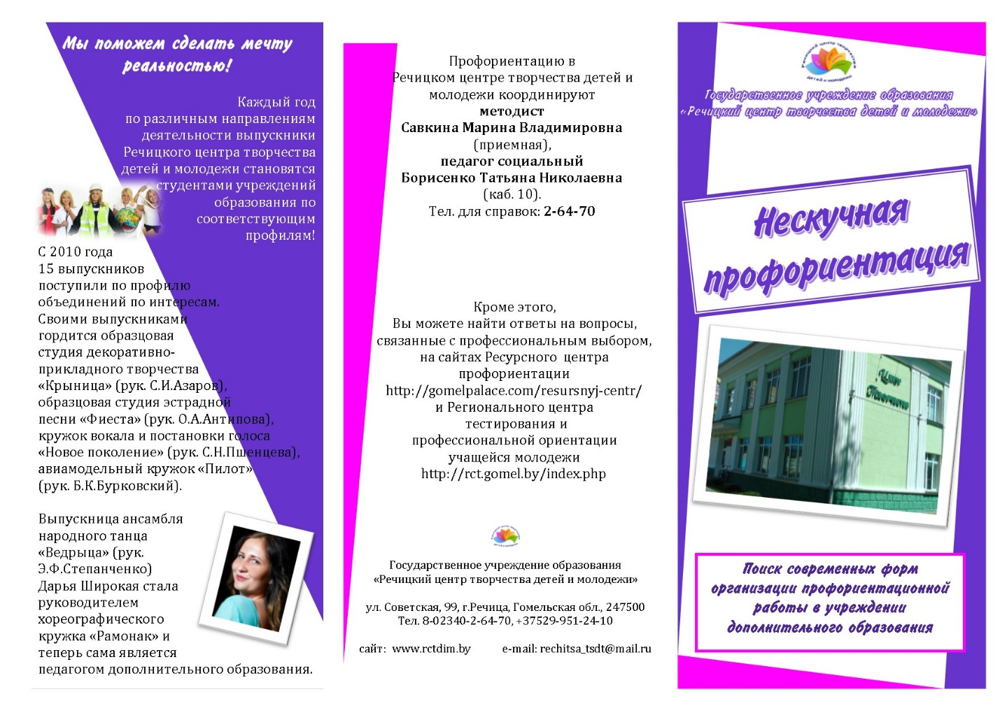 Мы поможем сделать мечту
реальностью!
Каждый год
по различным направлениям
деятельности выпускники
Речицкого центра творчества
детей и молодежи становятся
студентами учреждений
образования по
соответствующим
профилям!
С 2010 года
15 выпускников
поступили по профилю
объединений по интересам.
Своими выпускниками
гордится образцовая
студия декоративно-
прикладного творчества
«Крыница» (рук. С.И.Азаров),
образцовая студия эстрадной
песни «Фиеста» (рук. О.А.Антипова),
кружок вокала и постановки голоса
«Новое поколение» (рук. С.Н.Пшенцева),
авиамодельный кружок «Пилот»
(рук. Б.К.Бурковский).
Выпускница ансамбля
народного танца
«Ведрыца» (рук.
Э.Ф.Степанченко)
Дарья Широкая стала
руководителем
хореографического
кружка «Рамонак» и
теперь сама является
педагогом дополнительного образования.
Профориентацию в
Речицком центре творчества детей и
молодежи координируют
методист
Савкина Марина Владимировна
(приемная),
педагог социальный
Борисенко Татьяна Николаевна
(каб. 10).
Тел. для справок: 2-64-70
Кроме этого,
Вы можете найти ответы на вопросы,
связанные с профессиональным выбором,
на сайтах Ресурсного центра
профориентации
http://gomelpalace.com/resursnyj-centr/
и Регионального центра
тестирования и
профессиональной ориентации
учащейся молодежи
http://rct.gomel.by/index.php
Государственное учреждение образования
«Речицкий центр творчества детей и молодежи»
ул. Советская, 99, г.Речица, Гомельская обл., 247500
Тел. 8-02340-2-64-70, +37529-951-24-10
сайт: www.rctdim.by e-mail: rechitsa_tsdt@mail.ru
Речицкий центр творчества
детей и молодежи
Государственное учреждение образования
«Речицкий центр творчества детей и молодежи»
Нескучная
профориентация
Центр
Творчества
Поиск современных форм
организации профориентационной
работы в учреждении
дополнительного образования